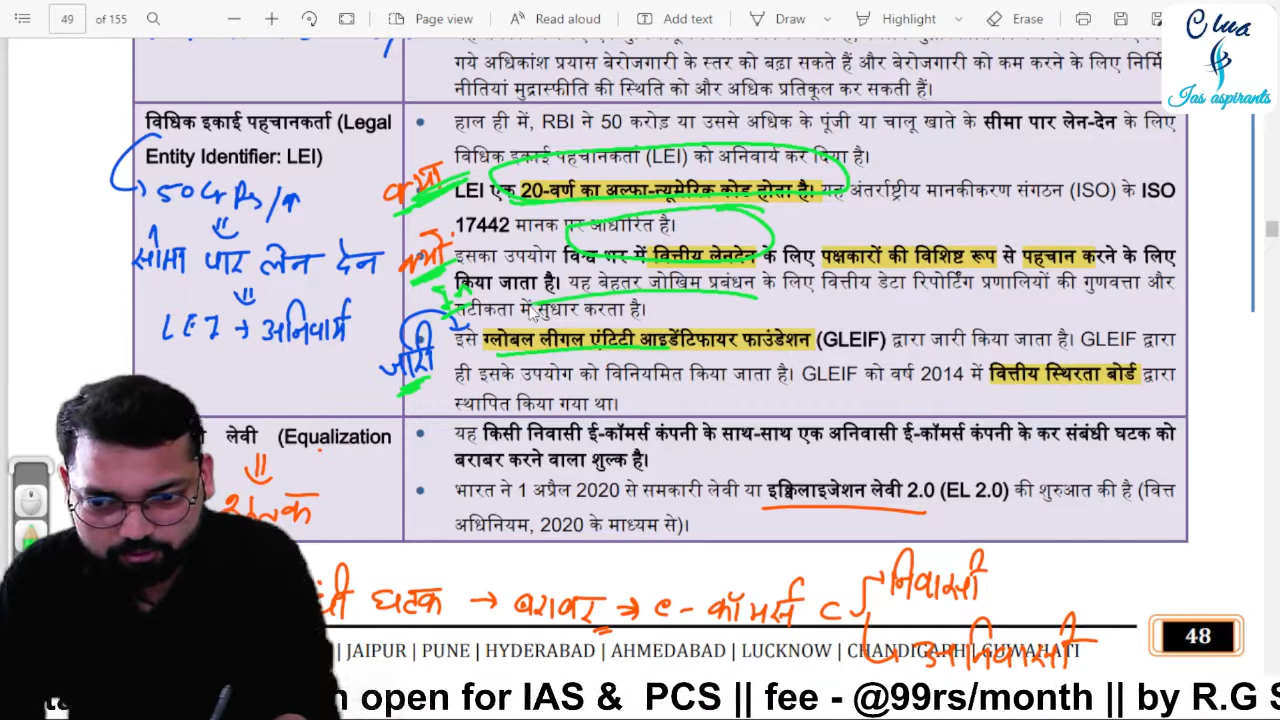 49 of 155 Page view Read aloud Add text Draw Highlight Erase
Clua
Ias aspirants
गये अधिकांश प्रयास बेरोजगारी के स्तर को बढ़ा सकते हैं और बेरोजगारी को कम करने के लिए निर्मि
नीतियां मुद्रास्फीति की स्थिति को और अधिक प्रतिकूल कर सकती हैं।
विधिक इकाई पहचानकर्ता (Legal
Entity Identifier: LEI)
सीमा पार लेन देन
LEI → अनिवार्य
हाल ही में, RBI ने 50 करोड़ या उससे अधिक के पूंजी या चालू खाते के सीमा पार लेन-देन के लिए
विधिक इकाई पहचानकर्ता (LEI) को अनिवार्य कर दिया है।
क्या
LEI एक 20-वर्ण का अल्फा-न्यूमेरिक कोड होता है। यह अंतर्राष्ट्रीय मानकीकरण संगठन (ISO) के ISO
17442 मानक पर आधारित है।
क्यों
इसका उपयोग विश्व भर में वित्तीय लेनदेन के लिए पक्षकारों की विशिष्ट रूप से पहचान करने के लिए
किया जाता है। यह बेहतर जोखिम प्रबंधन के लिए वित्तीय डेटा रिपोर्टिंग प्रणालियों की गुणवत्ता और
सटीकता में सुधार करता है।
जारी
इसे ग्लोबल लीगल एंटिटी आइडेंटिफायर फाउंडेशन (GLEIF) द्वारा जारी किया जाता है। GLEIF द्वारा
ही इसके उपयोग को विनियमित किया जाता है। GLEIF को वर्ष 2014 में वित्तीय स्थिरता बोर्ड द्वारा
स्थापित किया गया था।
लेवी (Equalization
यह किसी निवासी ई-कॉमर्स कंपनी के साथ-साथ एक अनिवासी ई-कॉमर्स कंपनी के कर संबंधी घटक को
बराबर करने वाला शुल्क है।
भारत ने 1 अप्रैल 2020 से समकारी लेवी या इक्विलाइजेशन लेवी 2.0 (EL 2.0) की शुरुआत की है (वित्त
अधिनियम, 2020 के माध्यम से)।
घटक → बराबर → e-कॉमर्स C
निवासी
अनिवासी
| JAIPUR | PUNE | HYDERABAD | AHMEDABAD | LUCKNOW | CHANDIGARH | GUWAHATI
48
open for IAS & PCS || fee - @99rs/month || by R.G S